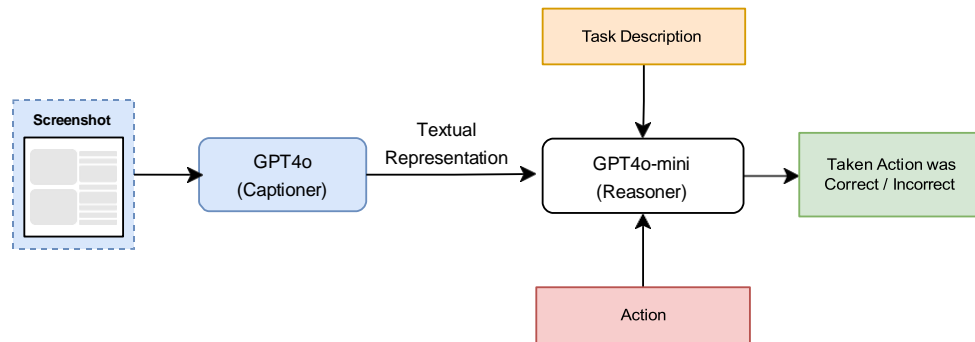 Task Description
Screenshot
GPT4o
(Captioner)
Textual
Representation
GPT4o-mini
(Reasoner)
Taken Action was
Correct / Incorrect
Action